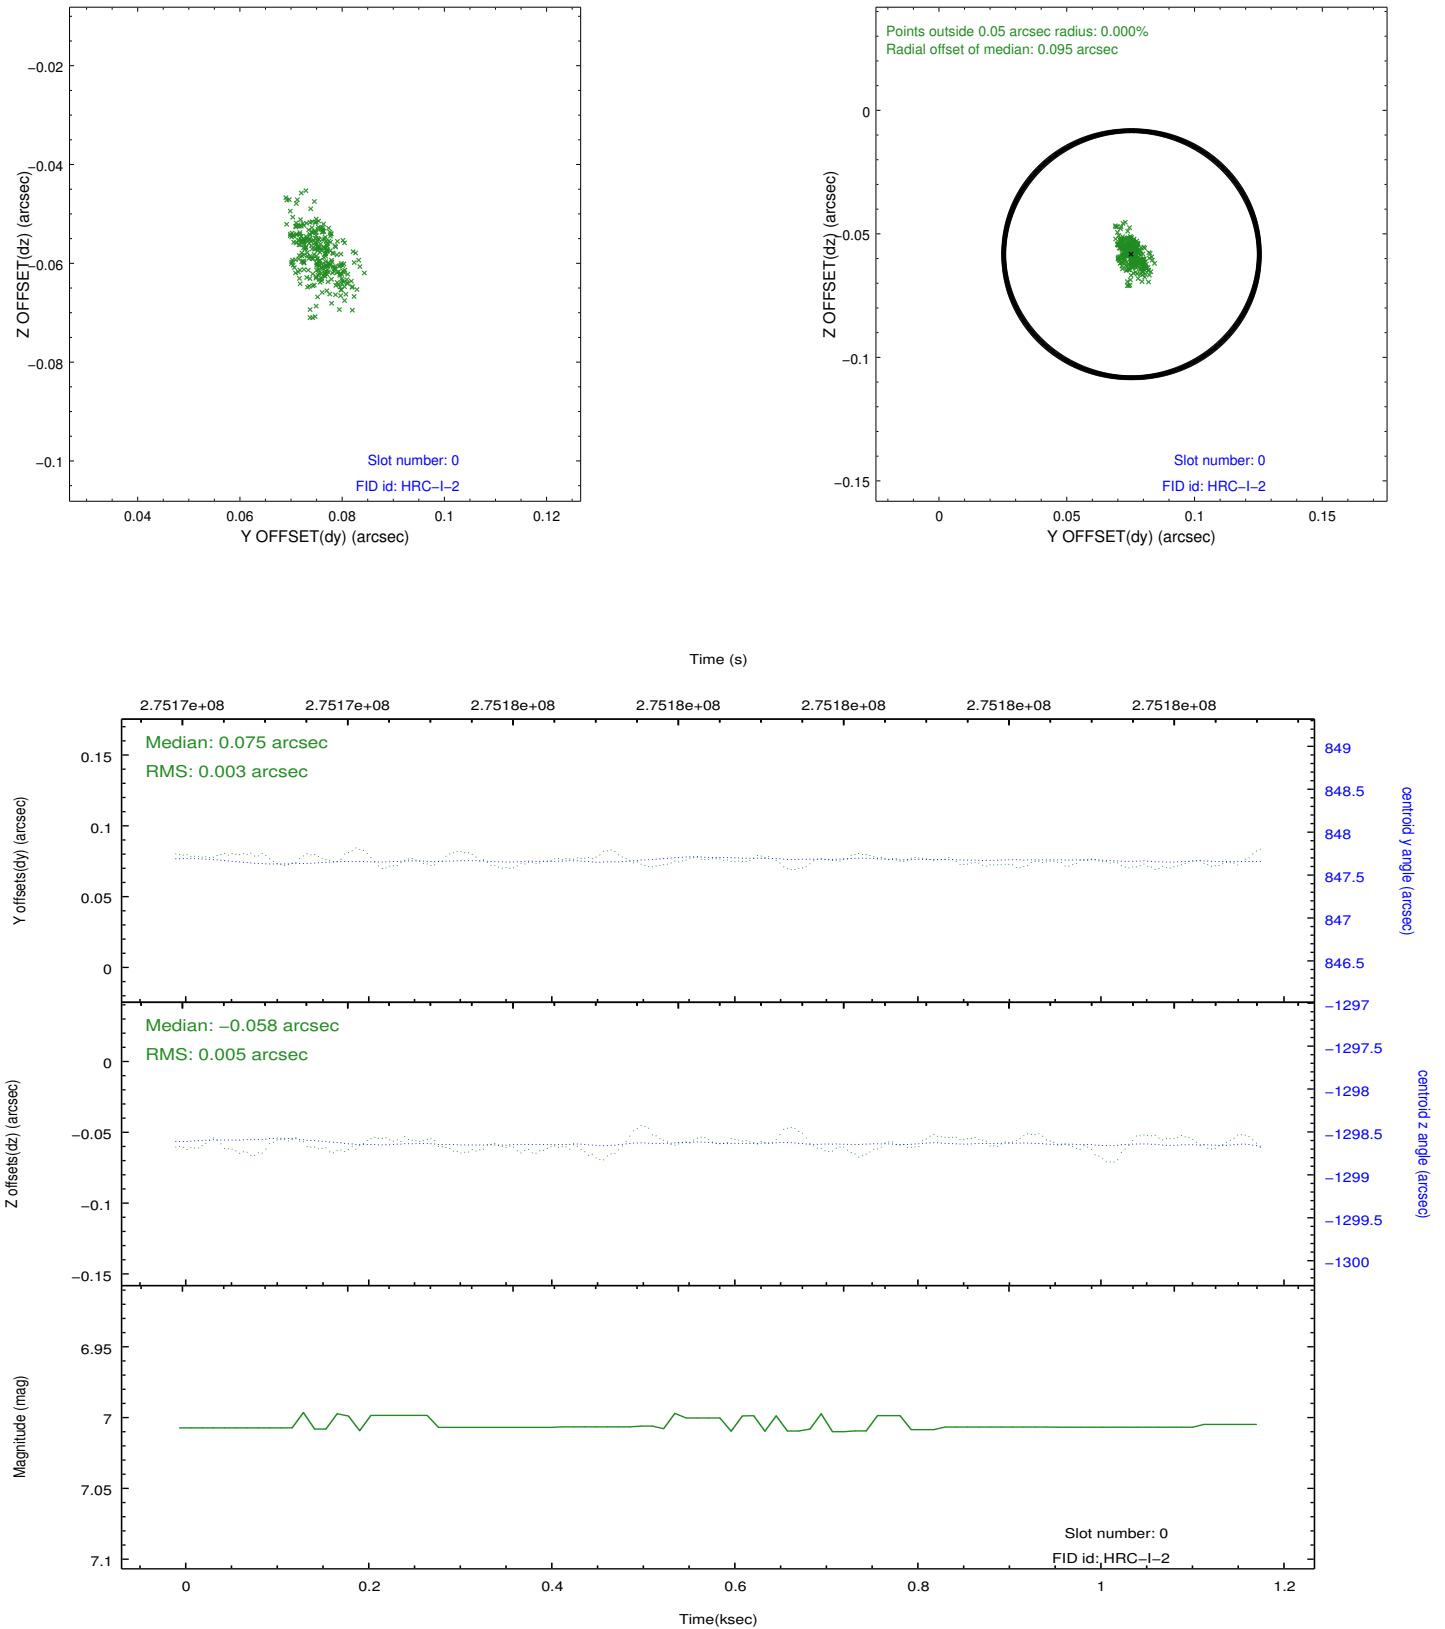 −0.02
−0.04
−0.06
−0.08
−0.1
Z OFFSET(dz) (arcsec)
Slot number: 0
FID id: HRC−I−2
0.04 0.06 0.08 0.1 0.12
Y OFFSET(dy) (arcsec)
Points outside 0.05 arcsec radius: 0.000%
Radial offset of median: 0.095 arcsec
0
−0.05
−0.1
−0.15
Z OFFSET(dz) (arcsec)
Slot number: 0
FID id: HRC−I−2
0 0.05 0.1 0.15
Y OFFSET(dy) (arcsec)
Time (s)
2.7517e+08 2.7517e+08 2.7518e+08 2.7518e+08 2.7518e+08 2.7518e+08 2.7518e+08
Median: 0.075 arcsec
RMS: 0.003 arcsec
0.15
0.1
0.05
0
Y offsets(dy) (arcsec)
849
848.5
848
847.5
847
846.5
centroid y angle (arcsec)
Median: −0.058 arcsec
RMS: 0.005 arcsec
0
−0.05
−0.1
−0.15
Z offsets(dz) (arcsec)
−1297
−1297.5
−1298
−1298.5
−1299
−1299.5
−1300
centroid z angle (arcsec)
6.95
7
7.05
7.1
Magnitude (mag)
Slot number: 0
FID id: HRC−I−2
0 0.2 0.4 0.6 0.8 1 1.2
Time(ksec)